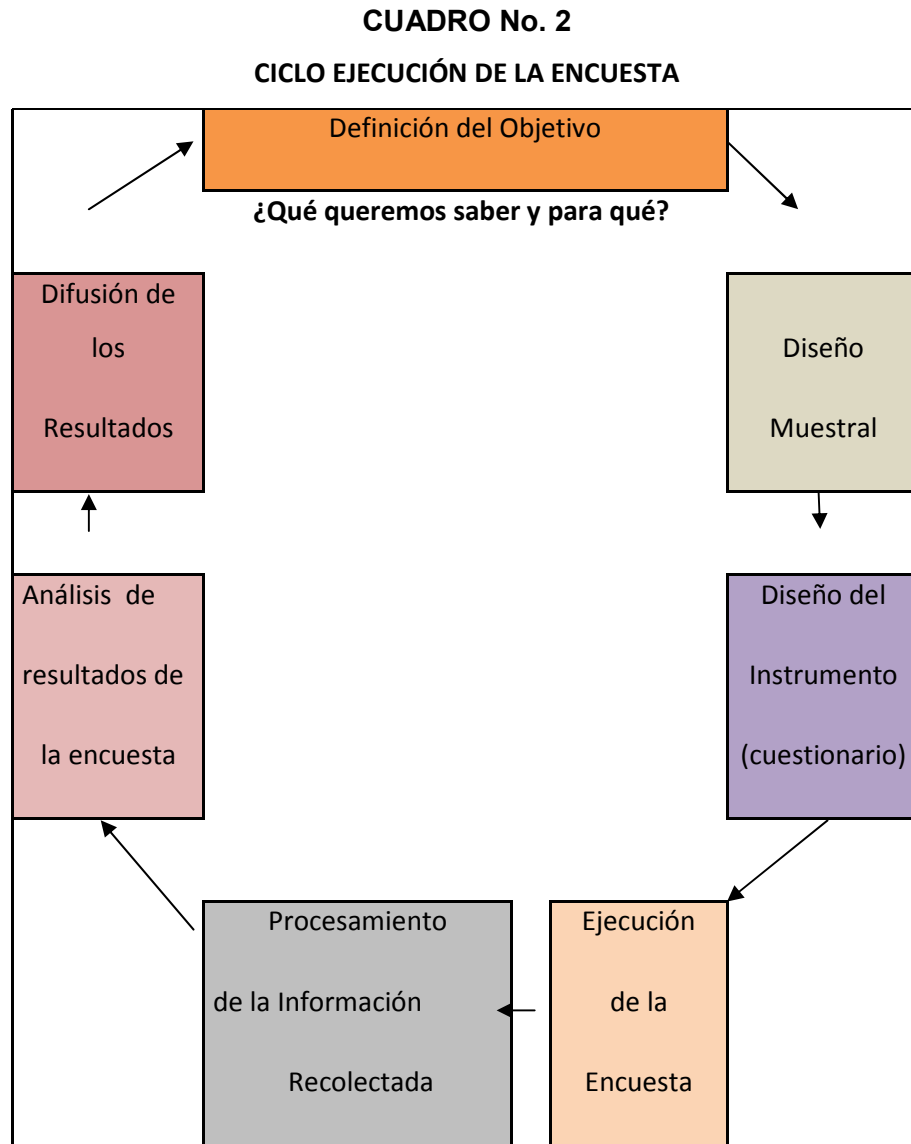 CUADRO No. 2
CICLO EJECUCIÓN DE LA ENCUESTA
Definición del Objetivo
¿Qué queremos saber y para qué?
Difusión de
los
Resultados
Diseño
Muestral
Análisis de
resultados de
la encuesta
Diseño del
Instrumento
(cuestionario)
Procesamiento
de la Información
Recolectada
Ejecución
de la
Encuesta